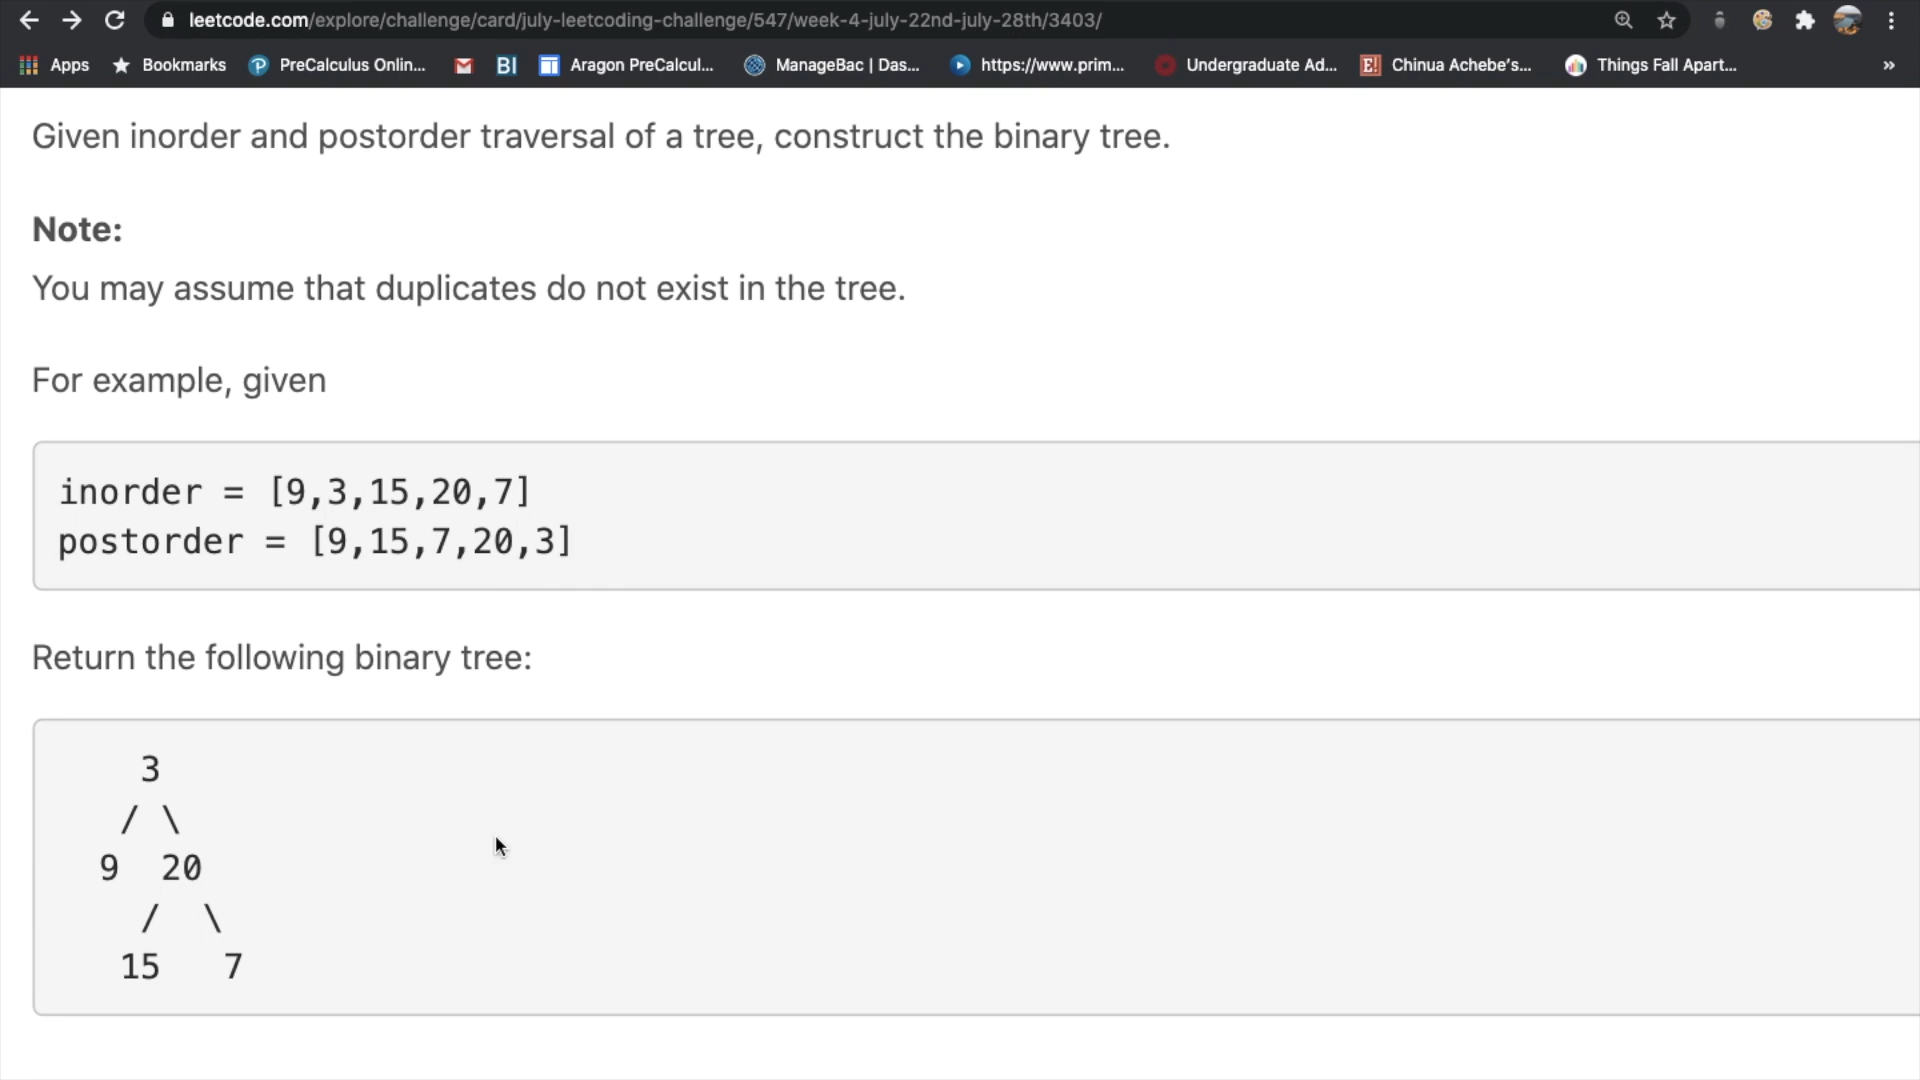 leetcode.com/explore/challenge/card/july-leetcoding-challenge/547/week-4-july-22nd-july-28th/3403/
Apps Bookmarks PreCalculus Onlin... BI Aragon PreCalcul... ManageBac | Das... https://www.prim... Undergraduate Ad... E! Chinua Achebe's... Things Fall Apart... »
Given inorder and postorder traversal of a tree, construct the binary tree.
Note:
You may assume that duplicates do not exist in the tree.
For example, given
inorder = [9,3,15,20,7]
postorder = [9,15,7,20,3]
Return the following binary tree:
3
/ \
9 20
/ \
15 7